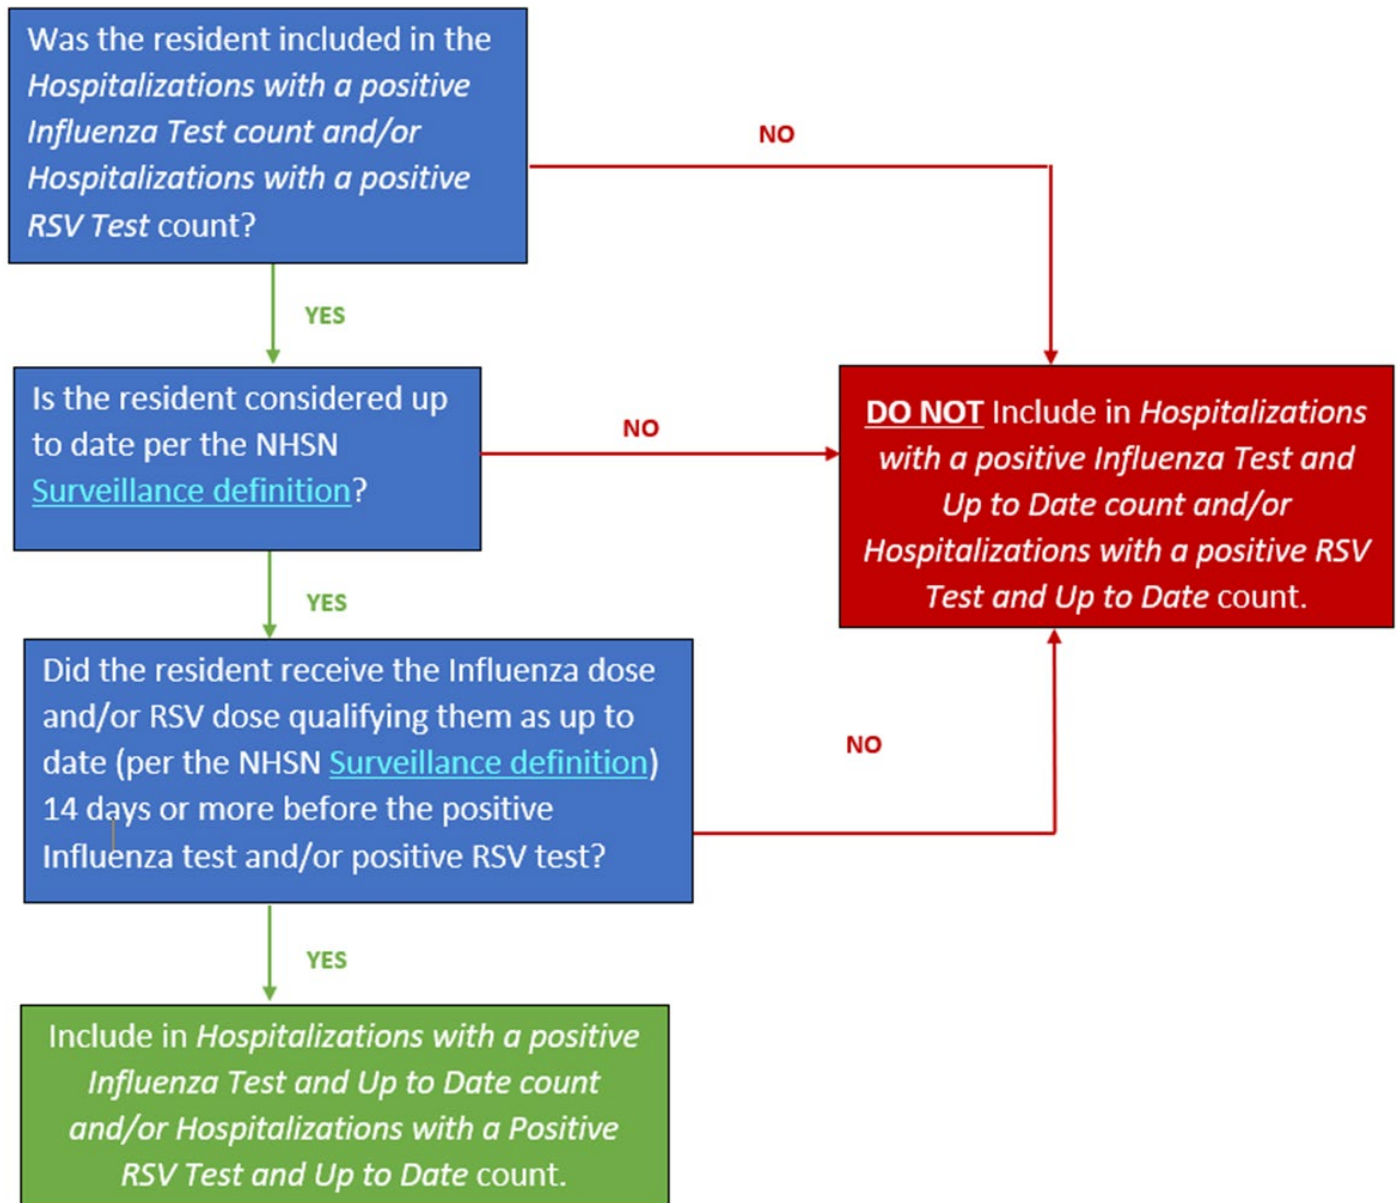 Was the resident included in the
Hospitalizations with a positive
Influenza Test count and/or
Hospitalizations with a positive
RSV Test count?
NO
YES
Is the resident considered up
to date per the NHSN
Surveillance definition?
NO
DO NOT Include in Hospitalizations
with a positive Influenza Test and
Up to Date count and/or
Hospitalizations with a positive RSV
Test and Up to Date count.
YES
Did the resident receive the Influenza dose
and/or RSV dose qualifying them as up to
date (per the NHSN Surveillance definition)
14 days or more before the positive
Influenza test and/or positive RSV test?
NO
YES
Include in Hospitalizations with a positive
Influenza Test and Up to Date count
and/or Hospitalizations with a Positive
RSV Test and Up to Date count.